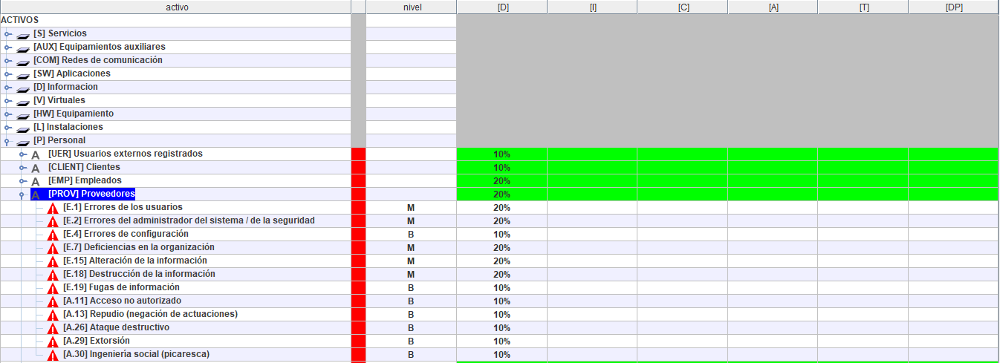 activo nivel [D] [I] [C] [A] [T] [DP]
ACTIVOS
[S] Servicios
[AUX] Equipamientos auxiliares
[COM] Redes de comunicación
[SW] Aplicaciones
[D] Informacion
[V] Virtuales
[HW] Equipamiento
[L] Instalaciones
[P] Personal
A [UER] Usuarios externos registrados 10%
A [CLIENT] Clientes 10%
A [EMP] Empleados 20%
A [PROV] Proveedores 20%
[E.1] Errores de los usuarios M 20%
[E.2] Errores del administrador del sistema / de la seguridad M 20%
[E.4] Errores de configuración B 10%
[E.7] Deficiencias en la organización M 20%
[E.15] Alteración de la información M 20%
[E.18] Destrucción de la información M 20%
[E.19] Fugas de información B 10%
[A.11] Acceso no autorizado B 10%
[A.13] Repudio (negación de actuaciones) B 10%
[A.26] Ataque destructivo B 10%
[A.29] Extorsión B 10%
[A.30] Ingeniería social (picaresca) B 10%